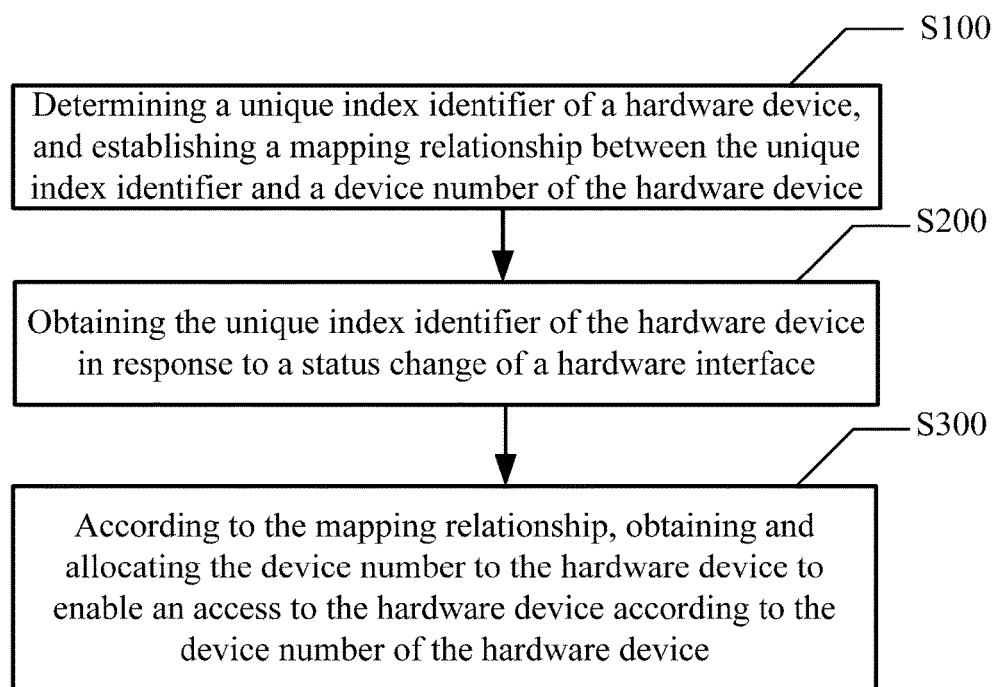 S100
Determining a unique index identifier of a hardware device,
and establishing a mapping relationship between the unique
index identifier and a device number of the hardware device
S200
Obtaining the unique index identifier of the hardware device
in response to a status change of a hardware interface
S300
According to the mapping relationship, obtaining and
allocating the device number to the hardware device to
enable an access to the hardware device according to the
device number of the hardware device